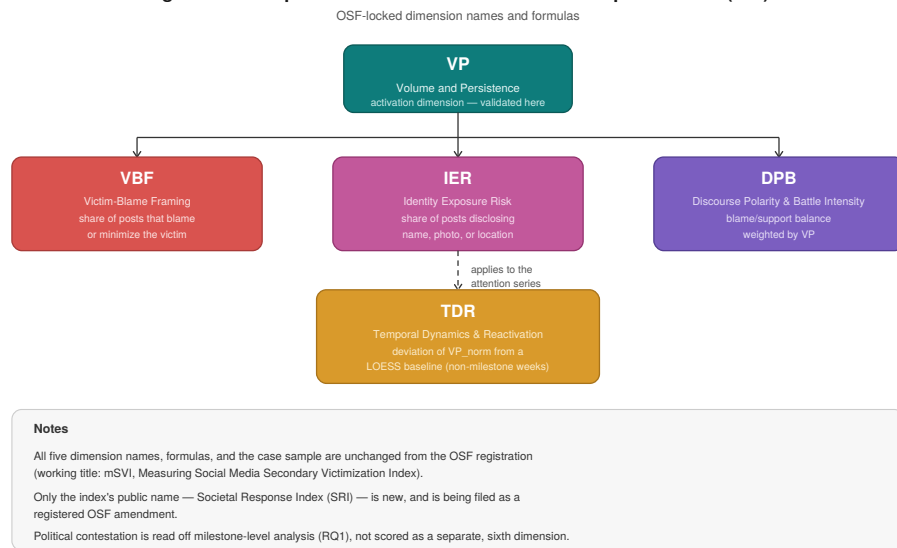 OSF-locked dimension names and formulas
VP
Volume and Persistence
activation dimension — validated here
VBF
Victim-Blame Framing
share of posts that blame
or minimize the victim
IER
Identity Exposure Risk
share of posts disclosing
name, photo, or location
DPB
Discourse Polarity & Battle Intensity
blame/support balance
weighted by VP
applies to the
attention series
TDR
Temporal Dynamics & Reactivation
deviation of VP_norm from a
LOESS baseline (non-milestone weeks)
Notes
All five dimension names, formulas, and the case sample are unchanged from the OSF registration
(working title: mSVI, Measuring Social Media Secondary Victimization Index).
Only the index's public name — Societal Response Index (SRI) — is new, and is being filed as a
registered OSF amendment.
Political contestation is read off milestone-level analysis (RQ1), not scored as a separate, sixth dimension.